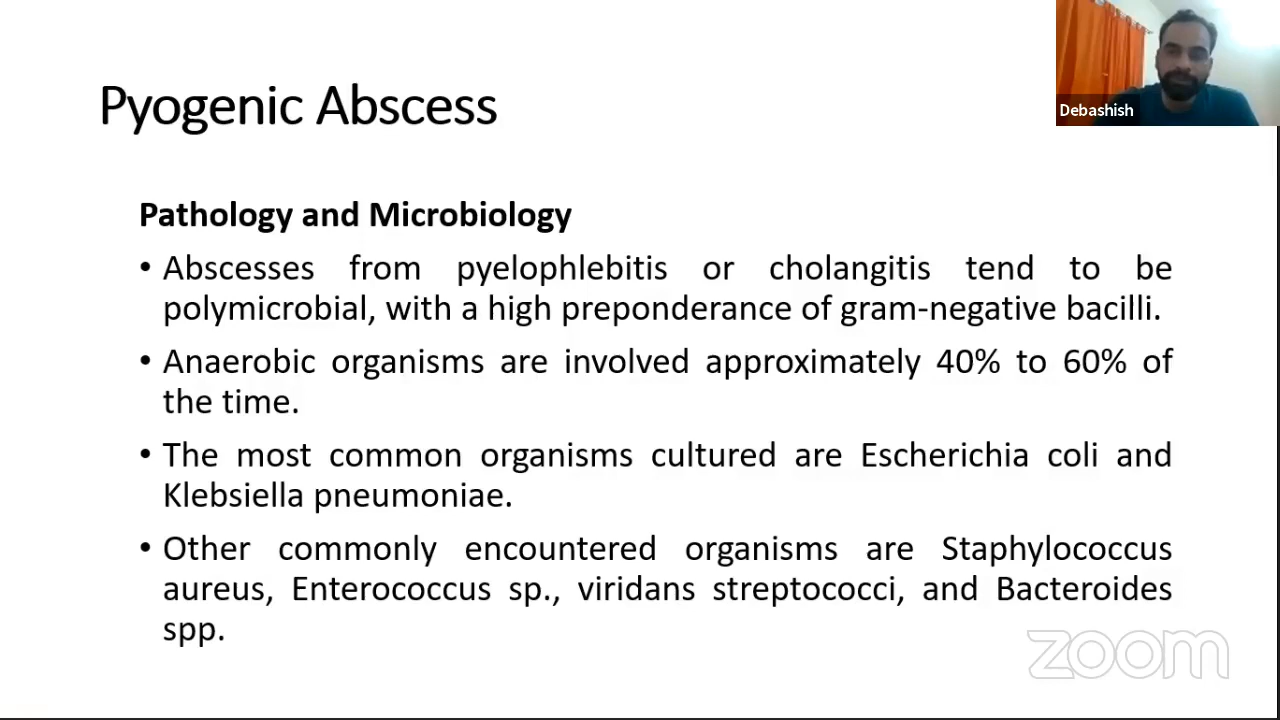 Pyogenic Abscess
Debashish
Pathology and Microbiology
• Abscesses from pyelophlebitis or cholangitis tend to be
polymicrobial, with a high preponderance of gram-negative bacilli.
• Anaerobic organisms are involved approximately 40% to 60% of
the time.
• The most common organisms cultured are Escherichia coli and
Klebsiella pneumoniae.
• Other commonly encountered organisms are Staphylococcus
aureus, Enterococcus sp., viridans streptococci, and Bacteroides
spp.
zoom